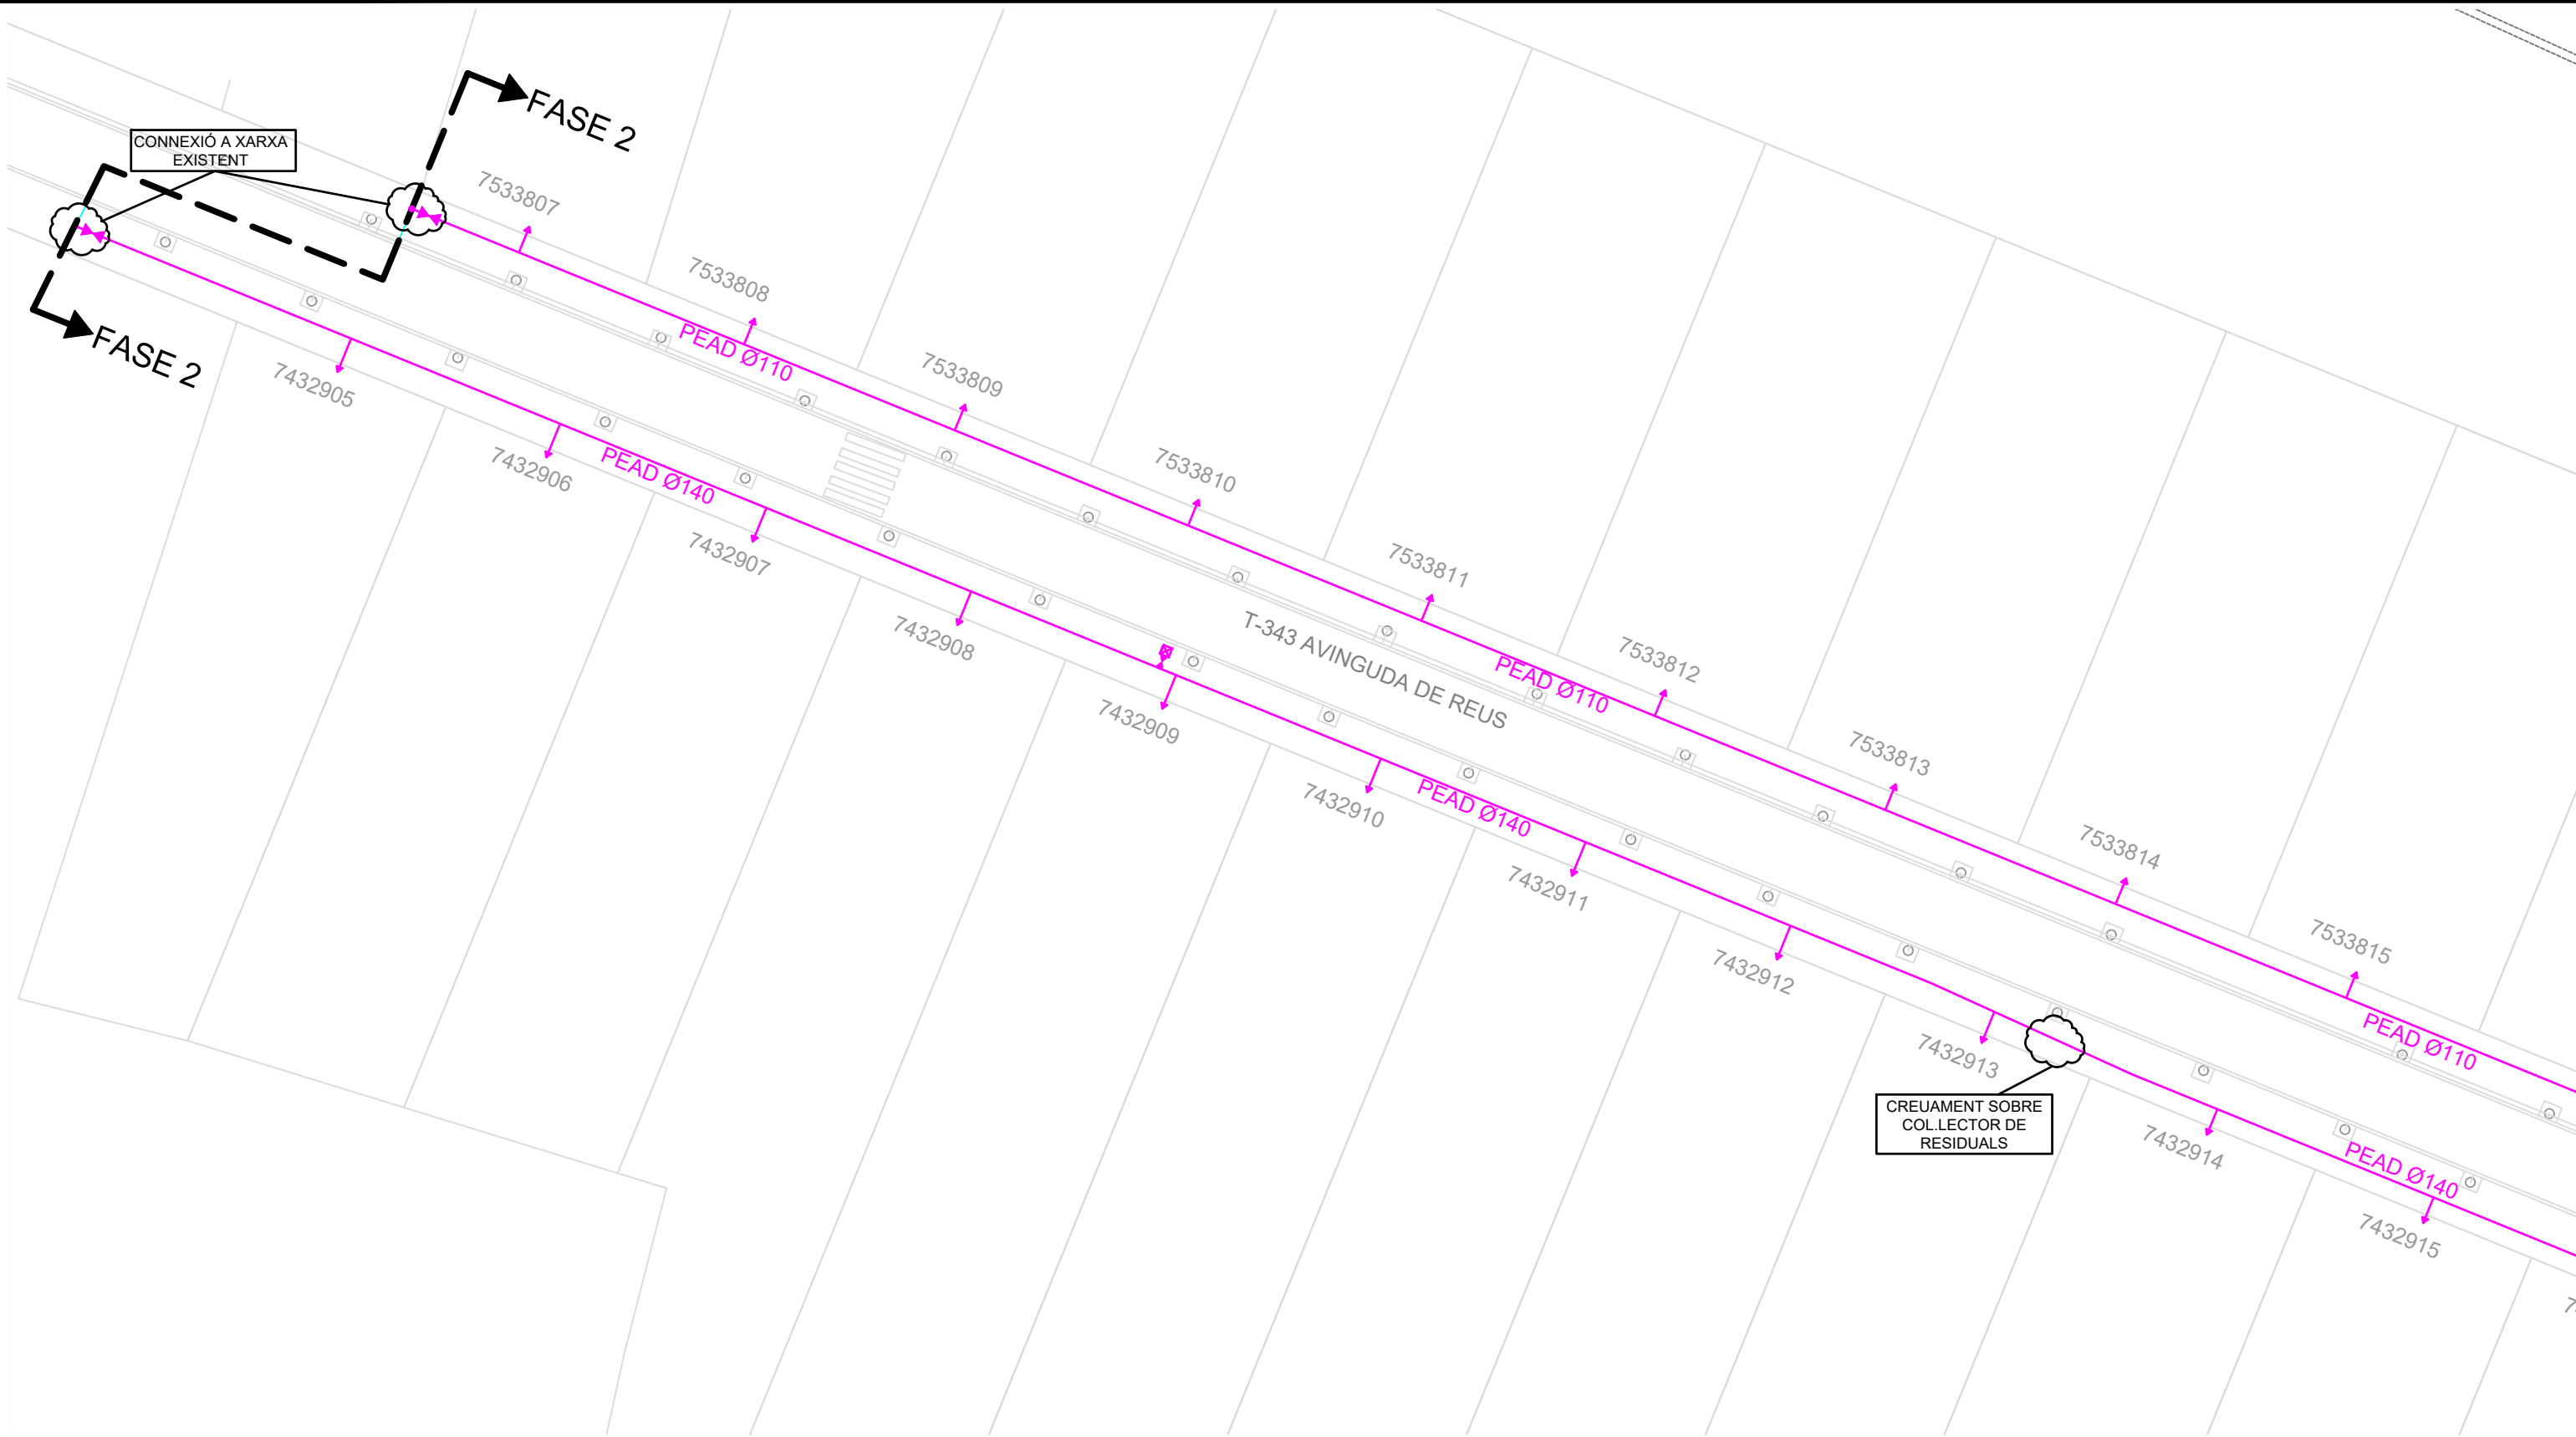 FASE 2
CONNEXIÓ A XARXA
EXISTENT
FASE 2
7533807
7533808
7533809
7533810
7533811
7533812
7533813
7533814
7533815
PEAD Ø110
PEAD Ø110
PEAD Ø110
T-343 AVINGUDA DE REUS
PEAD Ø140
PEAD Ø140
PEAD Ø140
7432905
7432906
7432907
7432908
7432909
7432910
7432911
7432912
7432913
7432914
7432915
CREUAMENT SOBRE
COL.LECTOR DE
RESIDUALS